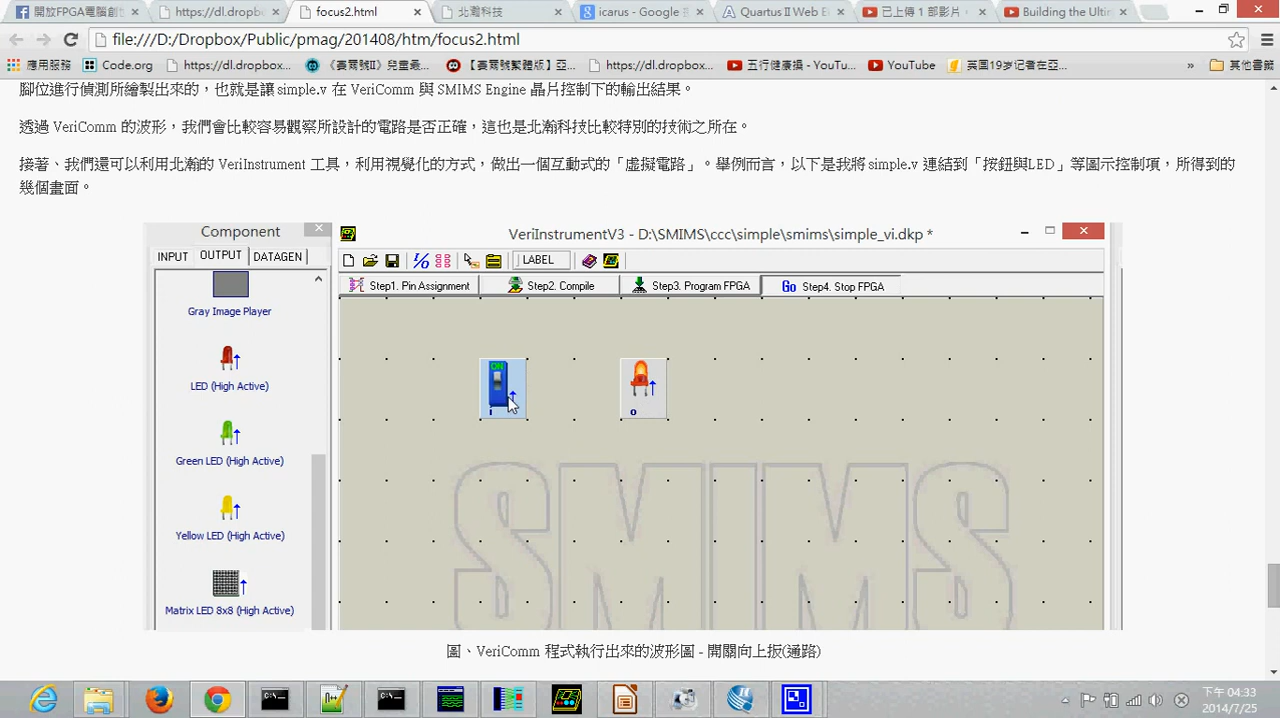 開放FPGA電腦創
https://dl.dropbox
focus2.html
北瀚科技
icarus - Google
Quartus II Web E
已上傳 1 部影片
Building the Ulti
file:///D:/Dropbox/Public/pmag/201408/htm/focus2.html
應用服務
Code.org
https://dl.dropbox...
《賽爾號II》兒童最...
【賽爾號繁體版】亞...
https://dl.dropbox...
五行健康操 - YouTu...
YouTube
英国19岁记者在亚...
»
其他書籤
腳位進行偵測所繪製出來的，也就是讓 simple.v 在 VeriComm 與 SMIMS Engine 晶片控制下的輸出結果。
透過 VeriComm 的波形，我們會比較容易觀察所設計的電路是否正確，這也是北瀚科技比較特別的技術之所在。
接著、我們還可以利用北瀚的 VeriInstrument 工具，利用視覺化的方式，做出一個互動式的「虛擬電路」。舉例而言，以下是我將 simple.v 連結到「按鈕與LED」等圖示控制項，所得到的
幾個畫面。
Component
VeriInstrumentV3 - D:\SMIMS\ccc\simple\smims\simple_vi.dkp *
INPUT OUTPUT DATAGEN
LABEL
Step1. Pin Assignment
Step2. Compile
Step3. Program FPGA
Go Step4. Stop FPGA
Gray Image Player
LED (High Active)
Green LED (High Active)
Yellow LED (High Active)
Matrix LED 8x8 (High Active)
ON
i
o
SMIMS
圖、VeriComm 程式執行出來的波形圖 - 開關向上扳(通路)
下午 04:33
2014/7/25